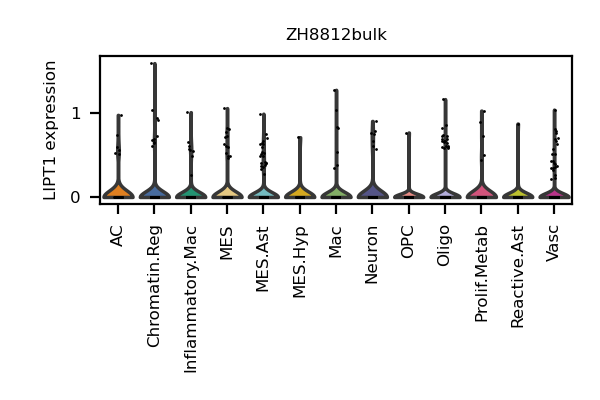 ZH8812bulk
LIPT1 expression
1
0
AC
Chromatin.Reg
Inflammatory.Mac
MES
MES.Ast
MES.Hyp
Mac
Neuron
OPC
Oligo
Prolif.Metab
Reactive.Ast
Vasc